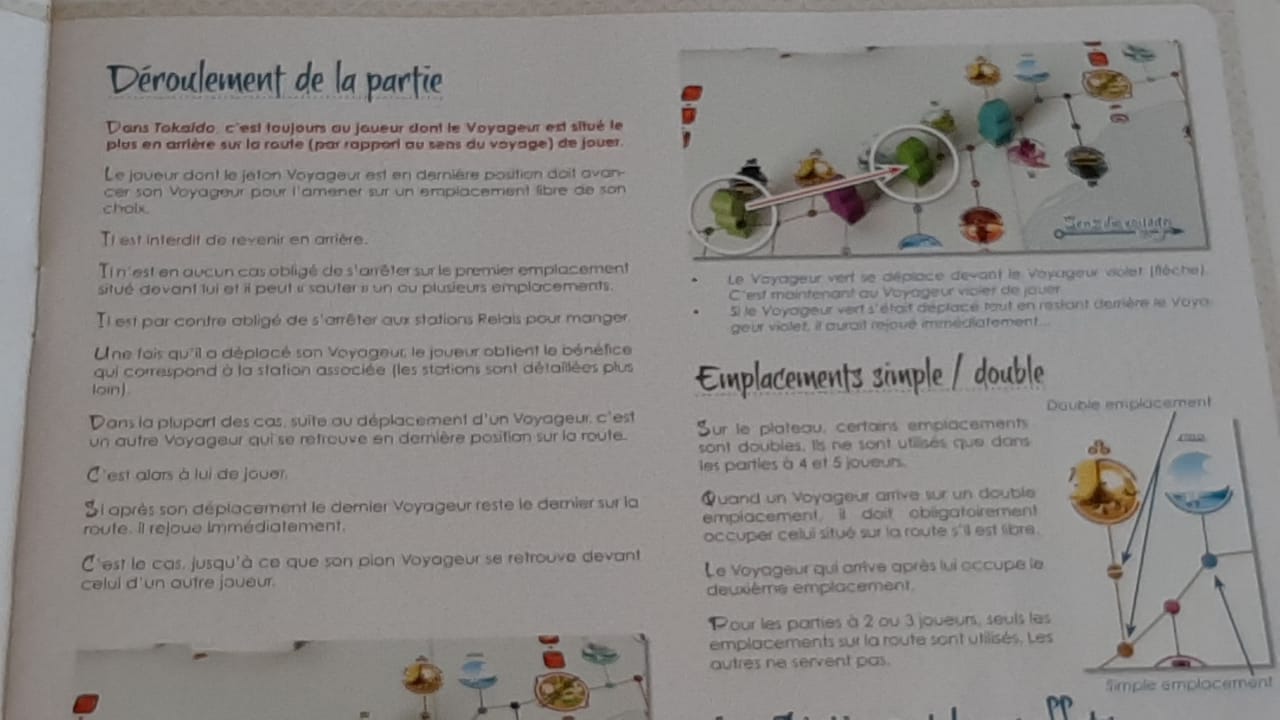 Déroulement de la partie
Dans Tokaido, c'est toujours au joueur dont le Voyageur est situé le
plus en arrière sur la route (par rapport au sens du voyage) de jouer.
Le joueur dont le jeton Voyageur est en dernière position doit avan-
cer son Voyageur pour l'amener sur un emplacement libre de son
choix.
Il est interdit de revenir en arrière.
Il n'est en aucun cas obligé de s'arrêter sur le premier emplacement
situé devant lui et il peut « sauter » un ou plusieurs emplacements.
Il est par contre obligé de s'arrêter aux stations Relais pour manger.
Une fois qu'il a déplacé son Voyageur, le joueur obtient le bénéfice
qui correspond à la station associée (les stations sont détaillées plus
loin).
Dans la plupart des cas, suite au déplacement d'un Voyageur, c'est
un autre Voyageur qui se retrouve en dernière position sur la route.
C'est alors à lui de jouer.
Si après son déplacement le dernier Voyageur reste le dernier sur la
route, il rejoue immédiatement.
C'est le cas, jusqu'à ce que son pion Voyageur se retrouve devant
celui d'un autre joueur.
Sens du voyage
• Le Voyageur vert se déplace devant le Voyageur violet (flèche).
C'est maintenant au Voyageur violet de jouer.
• Si le Voyageur vert s'était déplacé tout en restant derrière le Voya-
geur violet, il aurait rejoué immédiatement...
Emplacements simple / double
Double emplacement
Sur le plateau, certains emplacements
sont doubles. Ils ne sont utilisés que dans
les parties à 4 et 5 joueurs.
Quand un Voyageur arrive sur un double
emplacement, il doit obligatoirement
occuper celui situé sur la route s'il est libre.
Le Voyageur qui arrive après lui occupe le
deuxième emplacement.
Pour les parties à 2 ou 3 joueurs, seuls les
emplacements sur la route sont utilisés. Les
autres ne servent pas.
Simple emplacement